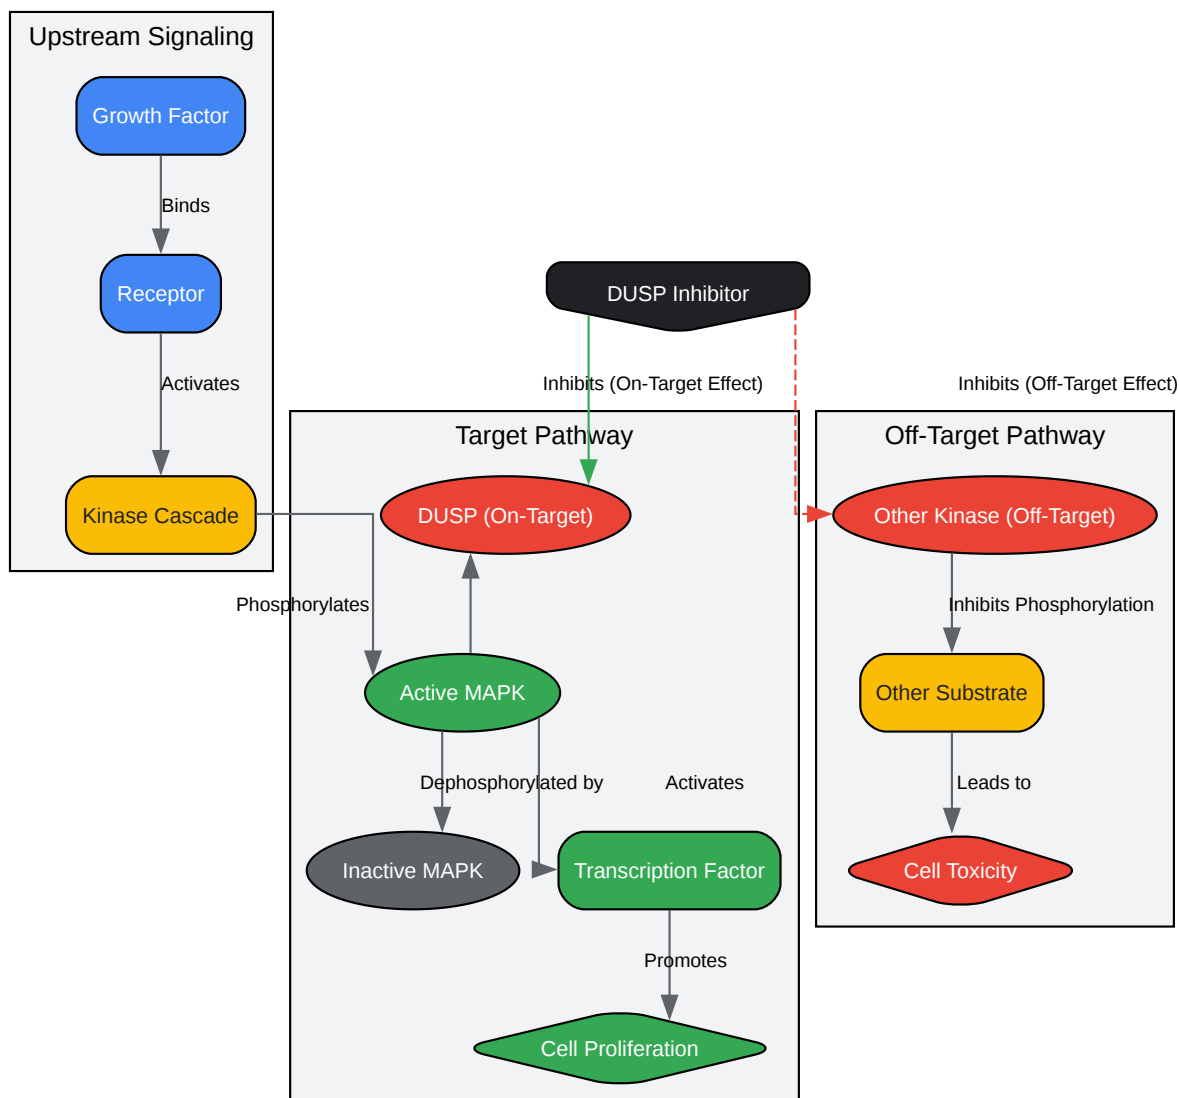 Upstream Signaling
Growth Factor
Binds
Receptor
Activates
Kinase Cascade
Phosphorylates
DUSP Inhibitor
Inhibits (On-Target Effect)
Inhibits (Off-Target Effect)
Target Pathway
DUSP (On-Target)
Active MAPK
Dephosphorylated by
Activates
Inactive MAPK
Transcription Factor
Promotes
Cell Proliferation
Off-Target Pathway
Other Kinase (Off-Target)
Inhibits Phosphorylation
Other Substrate
Leads to
Cell Toxicity